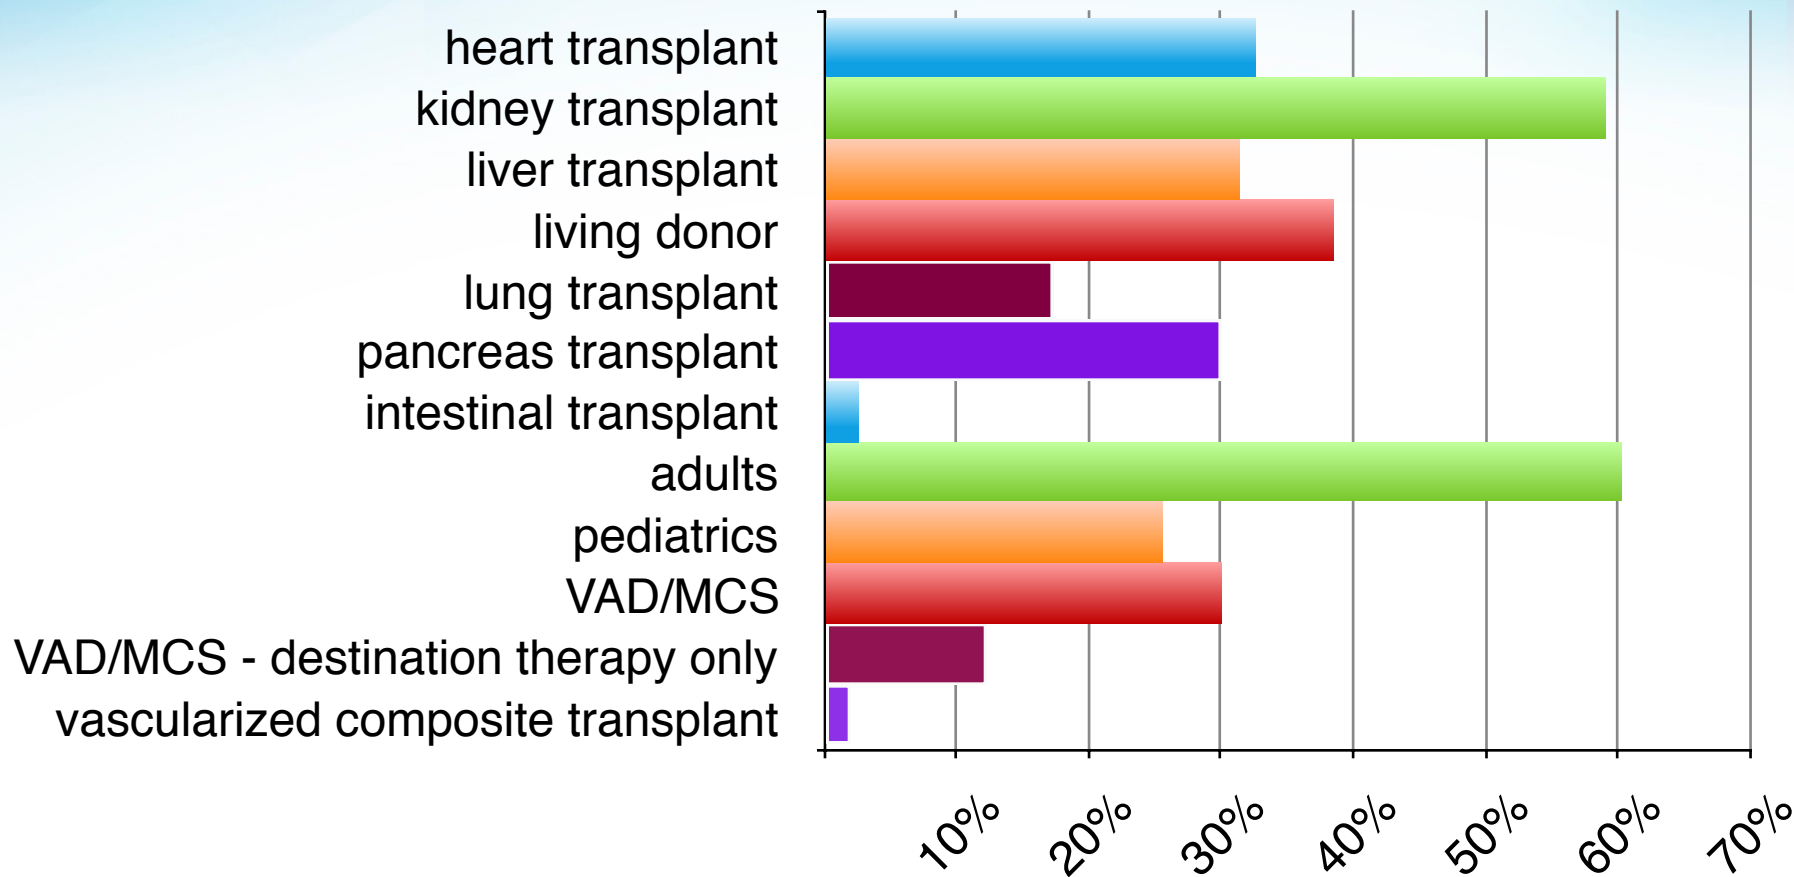 heart transplant
kidney transplant
liver transplant
living donor
lung transplant
pancreas transplant
intestinal transplant
adults
pediatrics
VAD/MCS
VAD/MCS - destination therapy only
vascularized composite transplant
10% 20% 30% 40% 50% 60% 70%